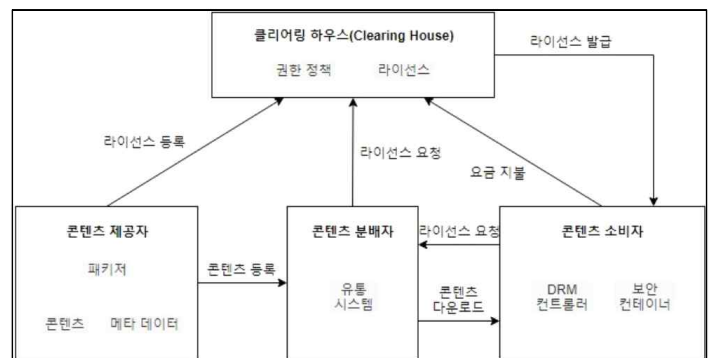 클리어링 하우스(Clearing House)
권한 정책
라이선스
라이선스 발급
라이선스 등록
라이선스 요청
요금 지불
콘텐츠 제공자
패키저
콘텐츠
메타 데이터
콘텐츠 등록
콘텐츠 분배자
유통
시스템
라이선스 요청
콘텐츠
다운로드
콘텐츠 소비자
DRM
컨트롤러
보안
컨테이너